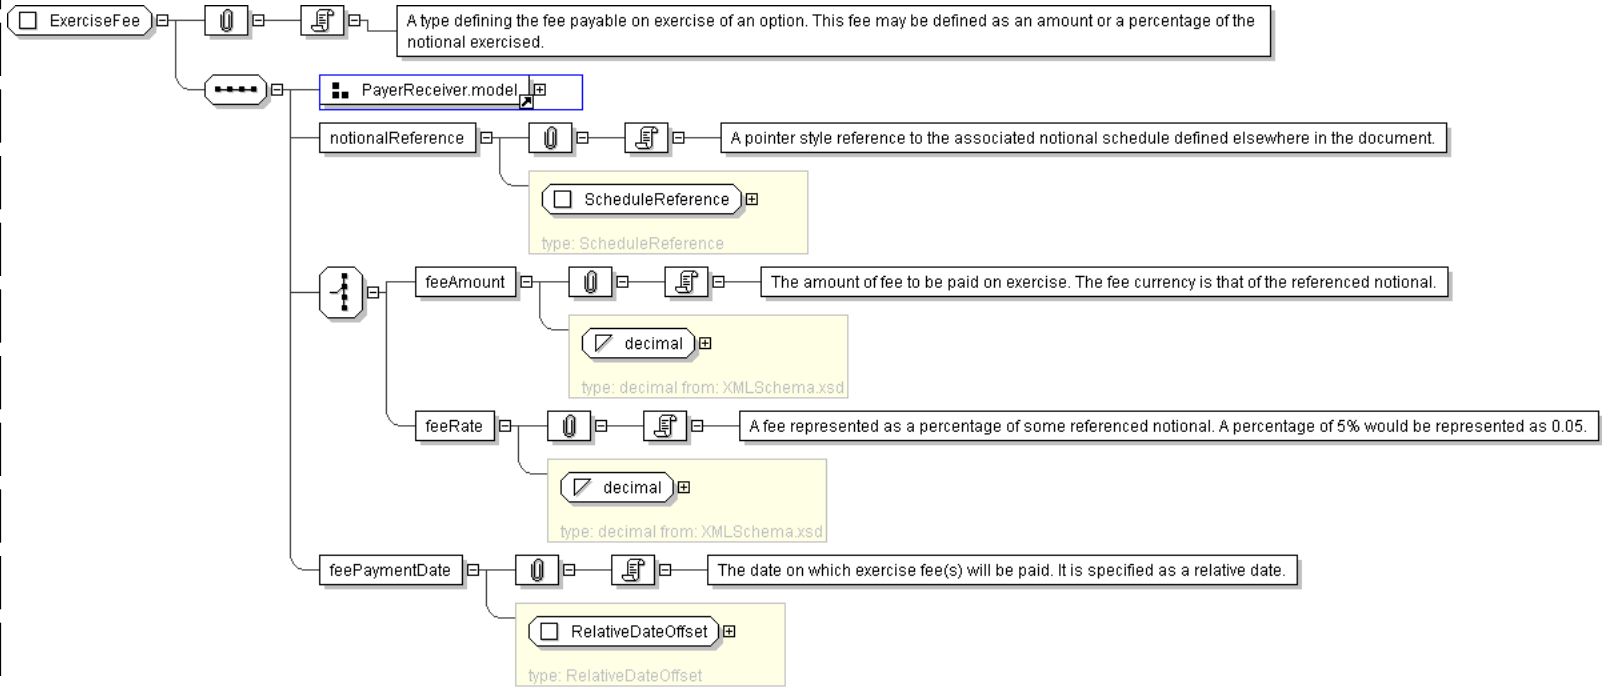 ExerciseFee
A type defining the fee payable on exercise of an option. This fee may be defined as an amount or a percentage of the
notional exercised.
PayerReceiver.model
notionalReference
A pointer style reference to the associated notional schedule defined elsewhere in the document.
ScheduleReference
type: ScheduleReference
feeAmount
The amount of fee to be paid on exercise. The fee currency is that of the referenced notional.
decimal
type: decimal from: XMLSchema.xsd
feeRate
A fee represented as a percentage of some referenced notional. A percentage of 5% would be represented as 0.05.
decimal
type: decimal from: XMLSchema.xsd
feePaymentDate
The date on which exercise fee(s) will be paid. It is specified as a relative date.
RelativeDateOffset
type: RelativeDateOffset